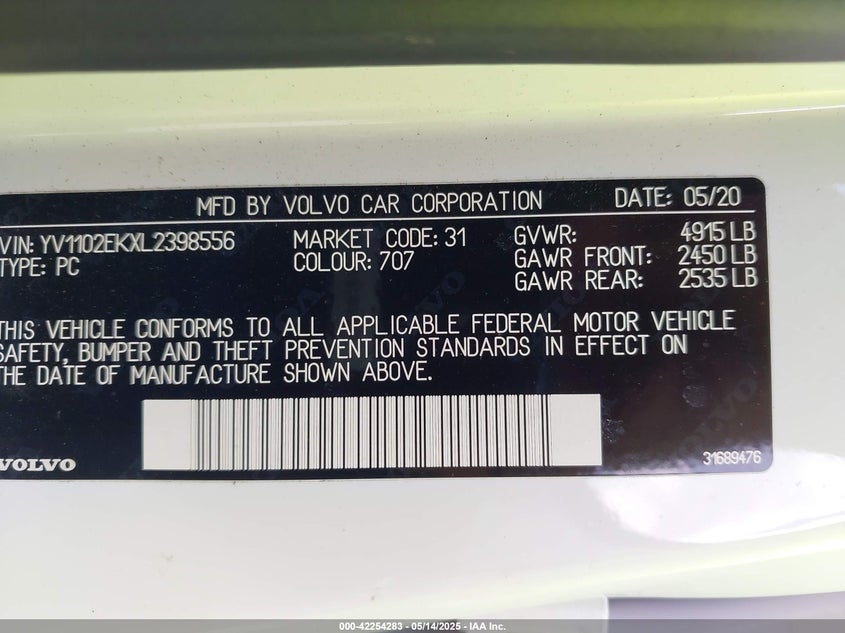 MFD BY VOLVO CAR CORPORATION DATE: 05/20
VIN: YV1102EKXL2398556 MARKET CODE: 31 GVWR: 4915 LB
TYPE: PC COLOUR: 707 GAWR FRONT: 2450 LB
GAWR REAR: 2535 LB
THIS VEHICLE CONFORMS TO ALL APPLICABLE FEDERAL MOTOR VEHICLE
SAFETY, BUMPER AND THEFT PREVENTION STANDARDS IN EFFECT ON
THE DATE OF MANUFACTURE SHOWN ABOVE.
VOLVO 31689476
000-42254283 - 05/14/2025 - IAA Inc.